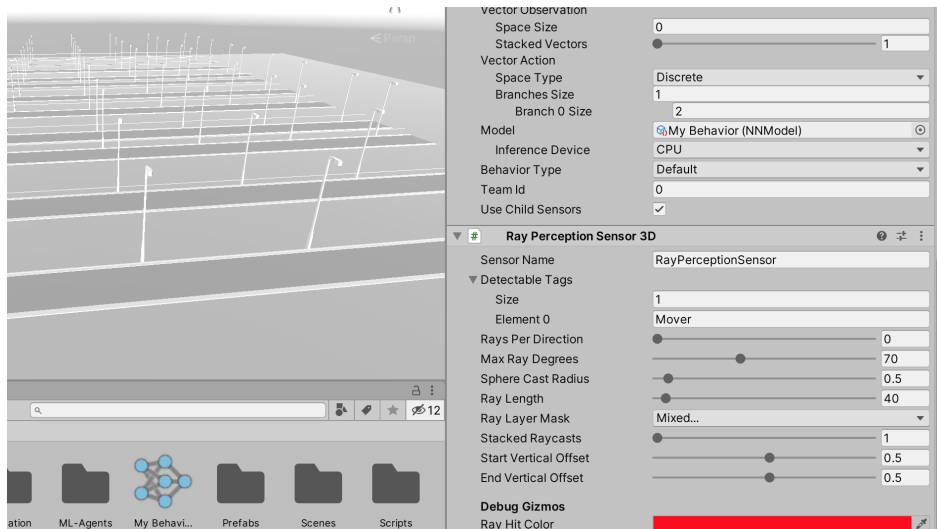 Persp
12
ation
ML-Agents
My Behavi...
Prefabs
Scenes
Scripts
Vector Observation
Space Size 0
Stacked Vectors 1
Vector Action
Space Type Discrete
Branches Size 1
Branch 0 Size 2
Model My Behavior (NNModel)
Inference Device CPU
Behavior Type Default
Team Id 0
Use Child Sensors
# Ray Perception Sensor 3D
Sensor Name RayPerceptionSensor
Detectable Tags
Size 1
Element 0 Mover
Rays Per Direction 0
Max Ray Degrees 70
Sphere Cast Radius 0.5
Ray Length 40
Ray Layer Mask Mixed...
Stacked Raycasts 1
Start Vertical Offset 0.5
End Vertical Offset 0.5
Debug Gizmos
Ray Hit Color